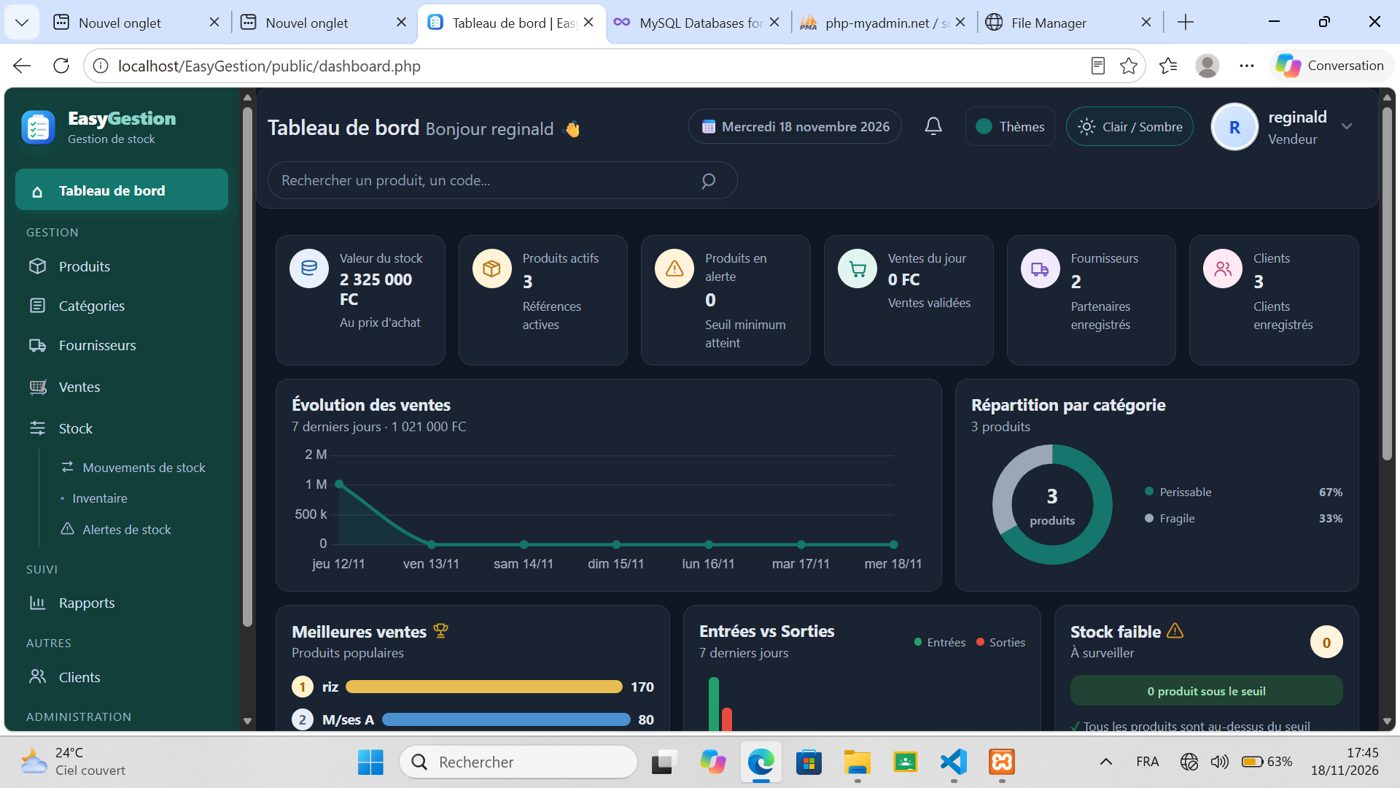 Nouvel onglet
Nouvel onglet
Tableau de bord | Eas
MySQL Databases for
php-myadmin.net / s
File Manager
localhost/EasyGestion/public/dashboard.php
Conversation
EasyGestion
Gestion de stock
Tableau de bord
GESTION
Produits
Catégories
Fournisseurs
Ventes
Stock
Mouvements de stock
Inventaire
Alertes de stock
SUIVI
Rapports
AUTRES
Clients
ADMINISTRATION
Tableau de bord Bonjour reginald 👋
Mercredi 18 novembre 2026
Thèmes
Clair / Sombre
R
reginald
Vendeur
Rechercher un produit, un code...
Valeur du stock
2 325 000
FC
Au prix d'achat
Produits actifs
3
Références
actives
Produits en
alerte
0
Seuil minimum
atteint
Ventes du jour
0 FC
Ventes validées
Fournisseurs
2
Partenaires
enregistrés
Clients
3
Clients
enregistrés
Évolution des ventes
7 derniers jours · 1 021 000 FC
2 M
1 M
500 k
0
jeu 12/11 ven 13/11 sam 14/11 dim 15/11 lun 16/11 mar 17/11 mer 18/11
Répartition par catégorie
3 produits
3
produits
Perissable 67%
Fragile 33%
Meilleures ventes
Produits populaires
1 riz 170
2 M/ses A 80
Entrées vs Sorties
7 derniers jours
Entrées Sorties
Stock faible
À surveiller
0
0 produit sous le seuil
✓ Tous les produits sont au-dessus du seuil
24°C
Ciel couvert
Rechercher
FRA
63%
17:45
18/11/2026